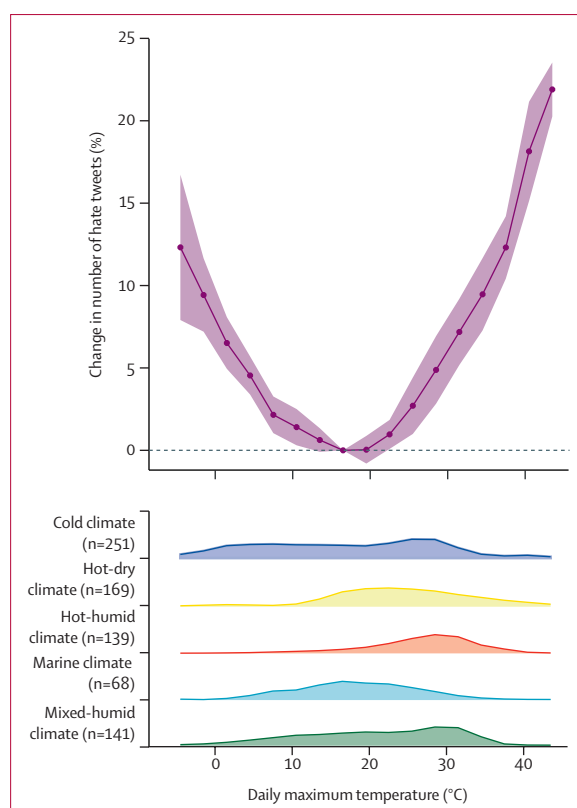 25
20
15
10
5
0
Change in number of hate tweets (%)
Cold climate
(n=251)
Hot-dry
climate (n=169)
Hot-humid
climate (n=139)
Marine climate
(n=68)
Mixed-humid
climate (n=141)
0 10 20 30 40
Daily maximum temperature (°C)